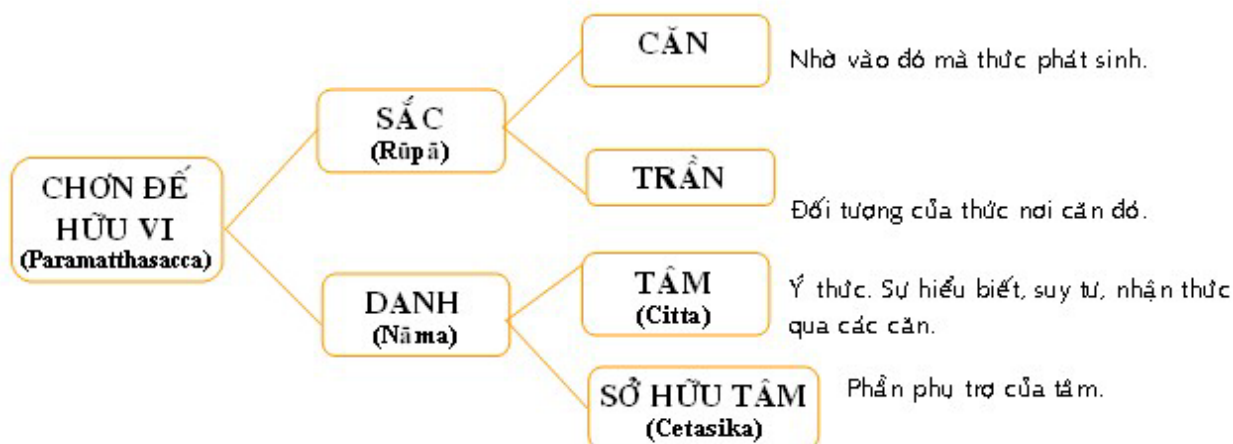 CHƠN ĐẾ
HỮU VI
(Paramatthasacca)
SẮC
(Rūpā)
CĂN
Nhờ vào đó mà thức phát sinh.
TRẦN
Đối tượng của thức nơi căn đó.
DANH
(Nāma)
TÂM
(Citta)
Ý thức. Sự hiểu biết, suy tư, nhận thức
qua các căn.
SỞ HỮU TÂM
(Cetasika)
Phần phụ trợ của tâm.